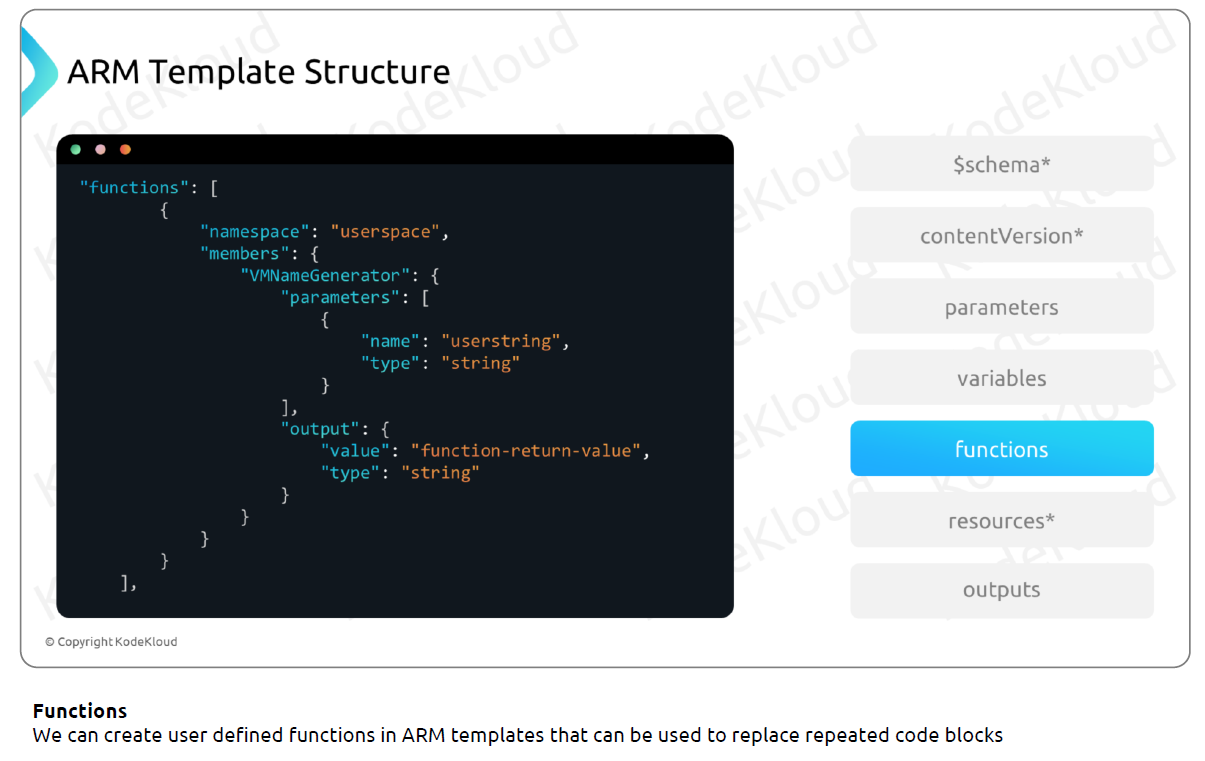 ARM Template Structure
"functions": [
{
"namespace": "userspace",
"members": {
"VMNameGenerator": {
"parameters": [
{
"name": "userstring",
"type": "string"
}
],
"output": {
"value": "function-return-value",
"type": "string"
}
}
}
}
],
$schema*
contentVersion*
parameters
variables
functions
resources*
outputs
© Copyright KodeKloud
Functions
We can create user defined functions in ARM templates that can be used to replace repeated code blocks
KodeKloud